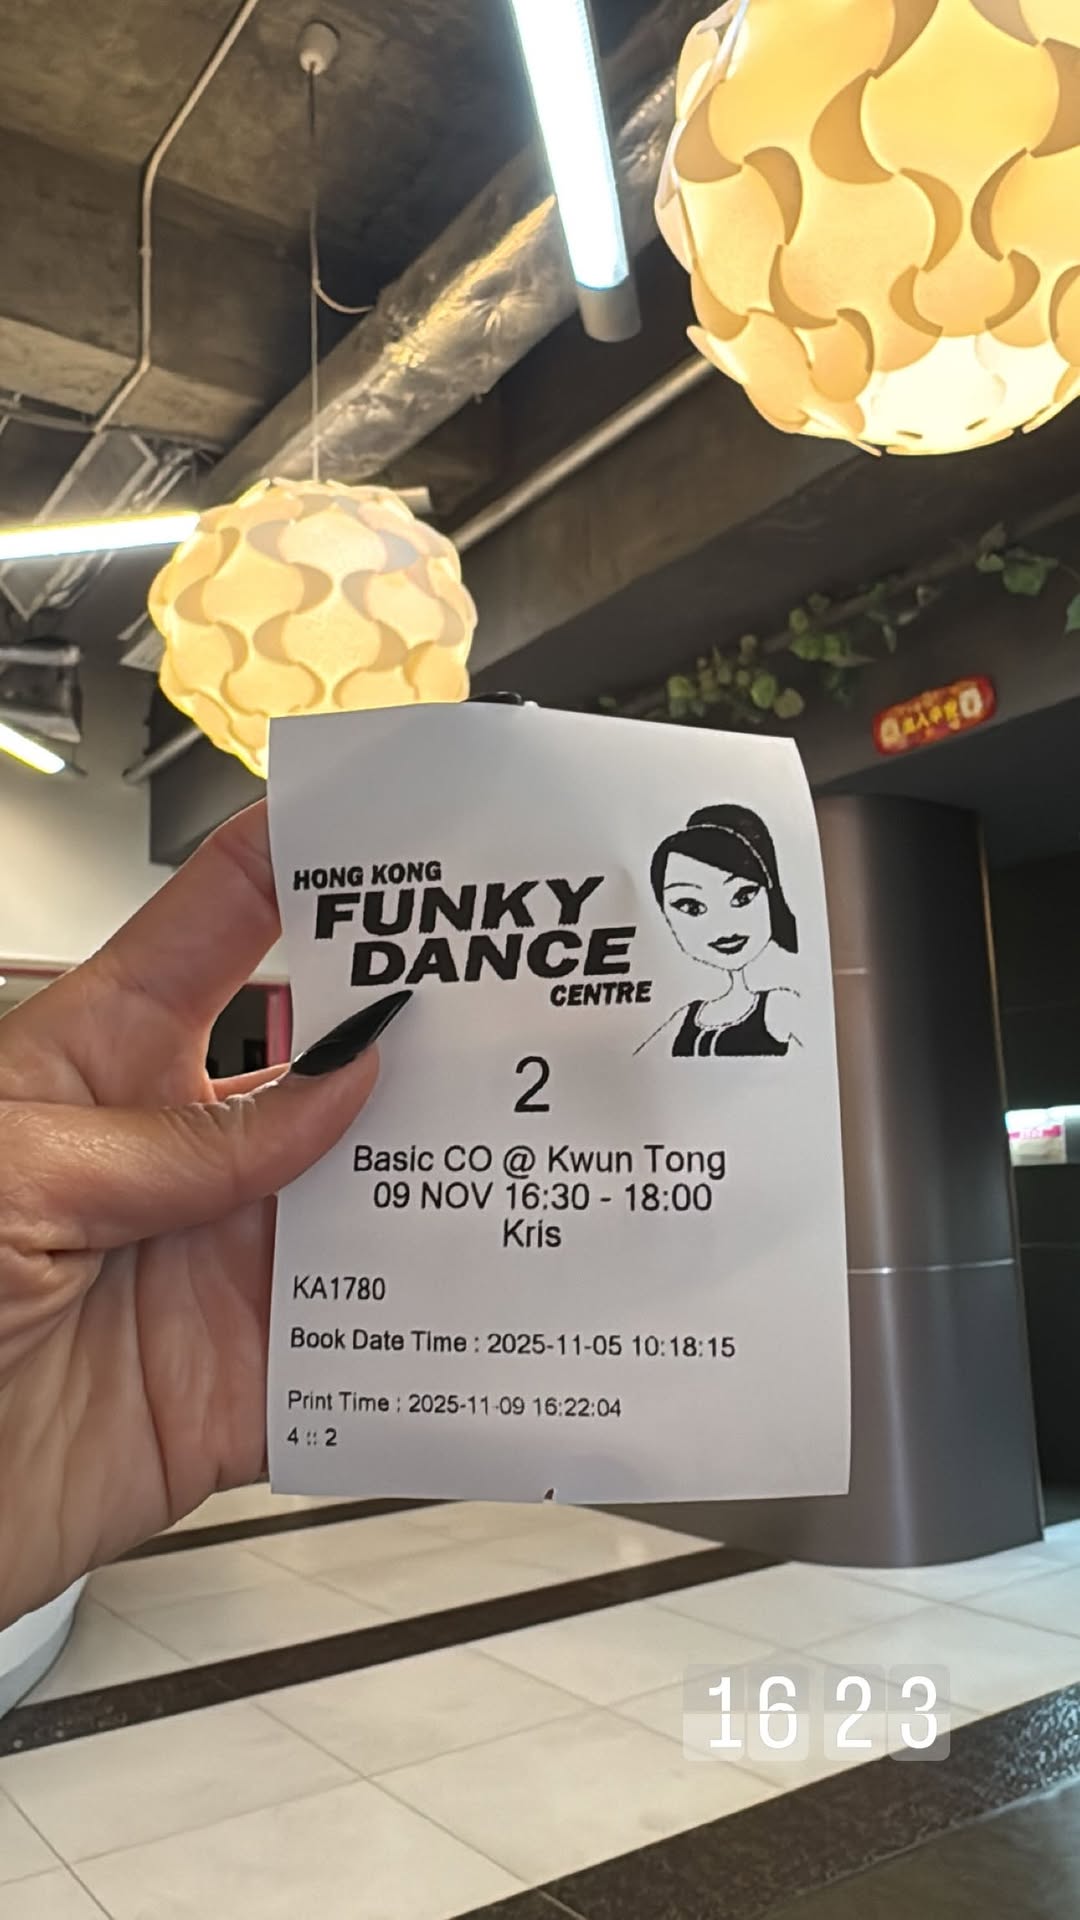 HONG KONG
FUNKY
DANCE
CENTRE
2
Basic CO @ Kwun Tong
09 NOV 16:30 - 18:00
Kris
KA1780
Book Date Time : 2025-11-05 10:18:15
Print Time : 2025-11-09 16:22:04
4 :: 2
16 23